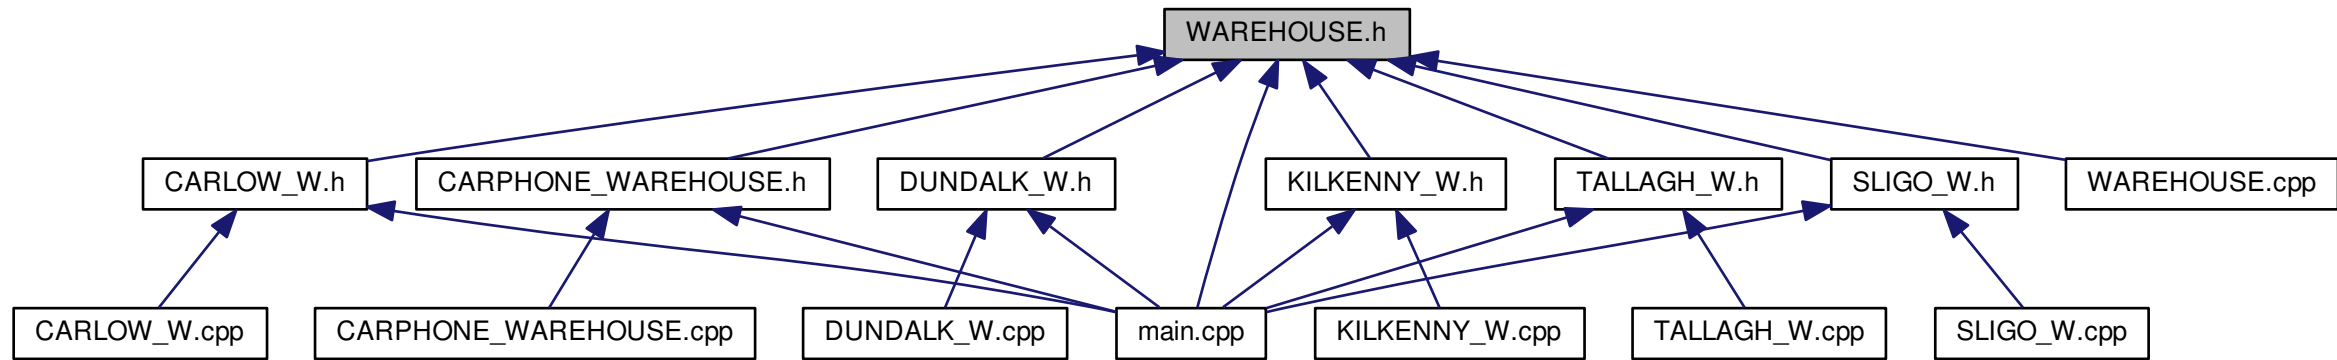 WAREHOUSE.h
CARLOW_W.h
CARPHONE_WAREHOUSE.h
DUNDALK_W.h
KILKENNY_W.h
TALLAGH_W.h
SLIGO_W.h
WAREHOUSE.cpp
CARLOW_W.cpp
CARPHONE_WAREHOUSE.cpp
DUNDALK_W.cpp
main.cpp
KILKENNY_W.cpp
TALLAGH_W.cpp
SLIGO_W.cpp